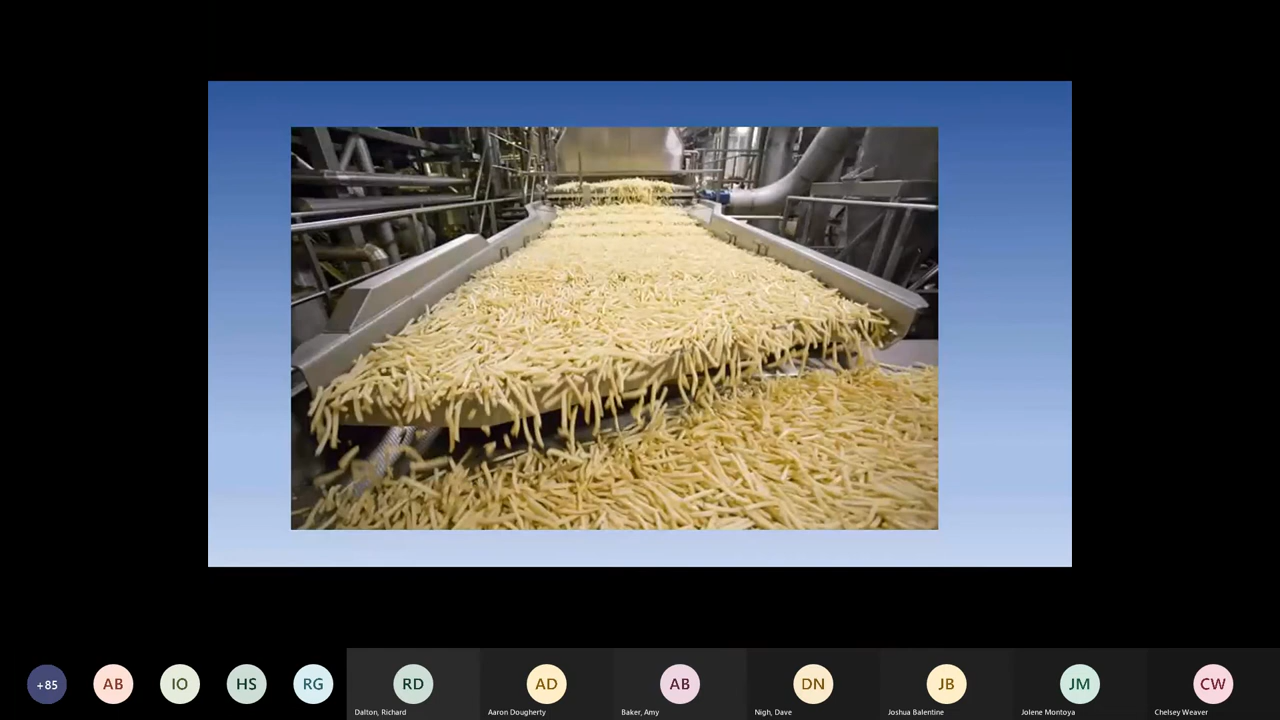 +85 AB IO HS RG RD AD AB DN JB JM CW
Dalton, Richard Aaron Dougherty Baker, Amy Nigh, Dave Joshua Balentine Jolene Montoya Chelsey Weaver